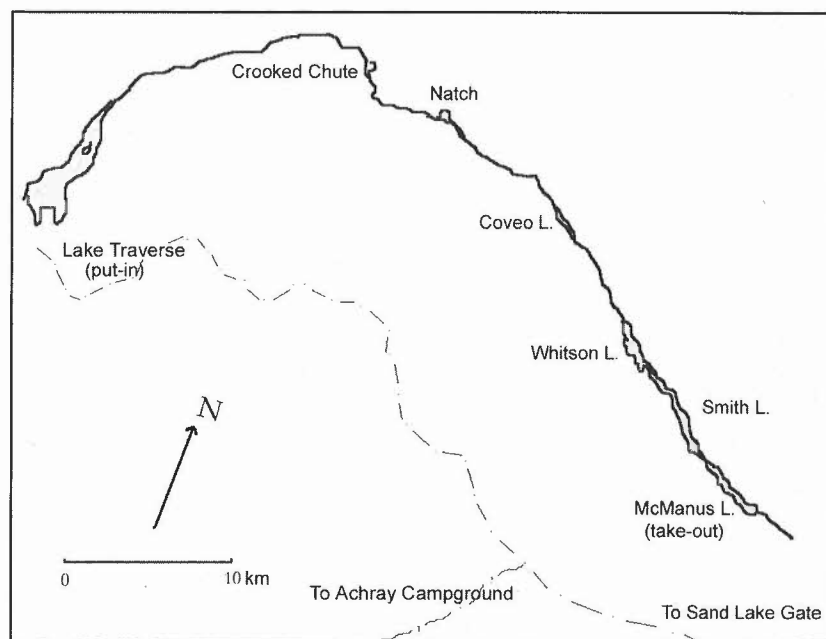 Crooked Chute
Natch
Coveo L.
Lake Traverse
(put-in)
Whitson L.
Smith L.
N
McManus L.
(take-out)
0 10 km
To Achray Campground
To Sand Lake Gate